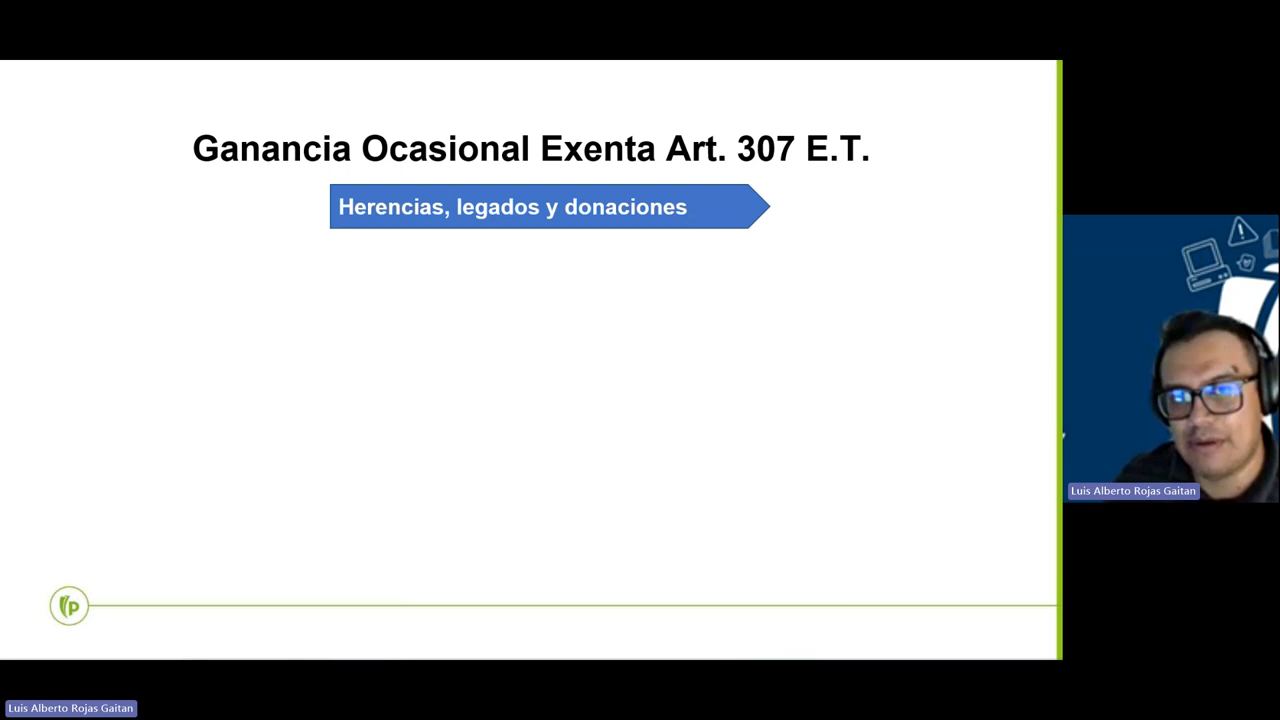 Ganancia Ocasional Exenta Art. 307 E.T.
Herencias, legados y donaciones
P
Luis Alberto Rojas Gaitan
Luis Alberto Rojas Gaitan